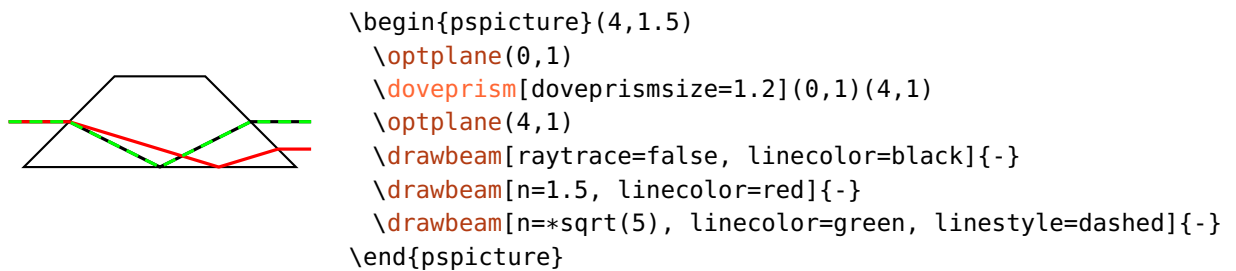 \begin{pspicture}(4,1.5)
\optplane(0,1)
\doveprism[doveprismsize=1.2](0,1)(4,1)
\optplane(4,1)
\drawbeam[raytrace=false, linecolor=black]{-}
\drawbeam[n=1.5, linecolor=red]{-}
\drawbeam[n=*sqrt(5), linecolor=green, linestyle=dashed]{-}
\end{pspicture}